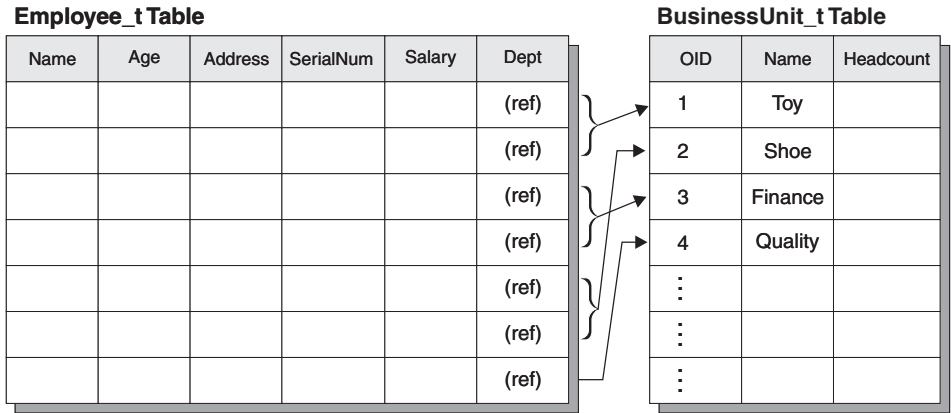 Employee_t Table
BusinessUnit_t Table
Name Age Address SerialNum Salary Dept
OID Name Headcount
(ref)
1 Toy
(ref)
2 Shoe
(ref)
3 Finance
(ref)
4 Quality
(ref)
⋮
(ref)
⋮
(ref)
⋮